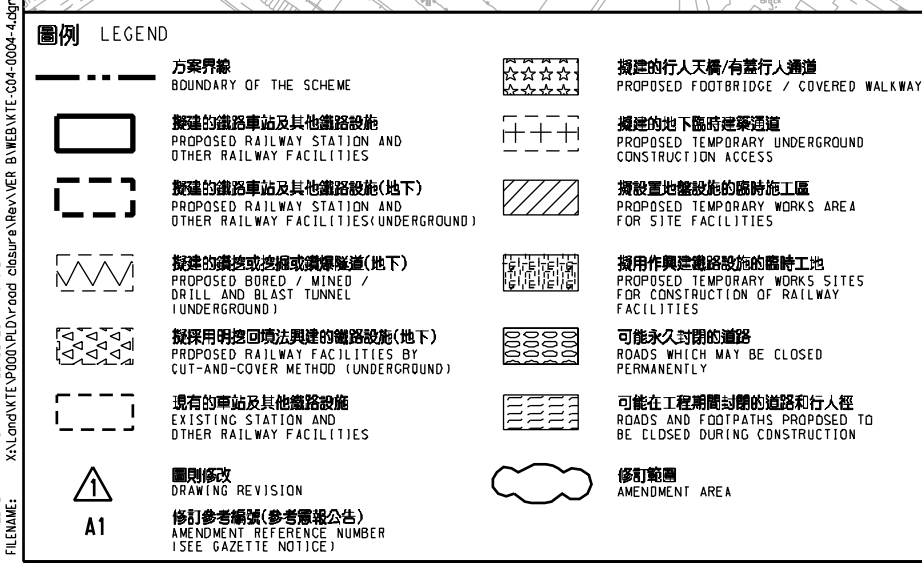 圖例 LEGEND
方案界線
BOUNDARY OF THE SCHEME
擬建的鐵路車站及其他鐵路設施
PROPOSED RAILWAY STATION AND
OTHER RAILWAY FACILITIES
擬建的鐵路車站及其他鐵路設施(地下)
PROPOSED RAILWAY STATION AND
OTHER RAILWAY FACILITIES(UNDERGROUND)
擬建的鑽挖或挖掘或鑽爆隧道(地下)
PROPOSED BORED / MINED /
DRILL AND BLAST TUNNEL
(UNDERGROUND)
擬採用明挖回填法興建的鐵路設施(地下)
PROPOSED RAILWAY FACILITIES BY
CUT-AND-COVER METHOD (UNDERGROUND)
現有的車站及其他鐵路設施
EXISTING STATION AND
OTHER RAILWAY FACILITIES
1
圖則修改
DRAWING REVISION
A1
修訂參考編號(參考憲報公告)
AMENDMENT REFERENCE NUMBER
(SEE GAZETTE NOTICE)
擬建的行人天橋/有蓋行人通道
PROPOSED FOOTBRIDGE / COVERED WALKWAY
擬建的地下臨時建築通道
PROPOSED TEMPORARY UNDERGROUND
CONSTRUCTION ACCESS
擬設置地盤設施的臨時施工區
PROPOSED TEMPORARY WORKS AREA
FOR SITE FACILITIES
擬用作興建鐵路設施的臨時工地
PROPOSED TEMPORARY WORKS SITES
FOR CONSTRUCTION OF RAILWAY
FACILITIES
可能永久封閉的道路
ROADS WHICH MAY BE CLOSED
PERMANENTLY
可能在工程期間封閉的道路和行人徑
ROADS AND FOOTPATHS PROPOSED TO
BE CLOSED DURING CONSTRUCTION
修訂範圍
AMENDMENT AREA
FILENAME: X:\Land\KTE\P000\PLD\road closure\Rev\VER B\WEB\KTE-G04-0004-4.dgn